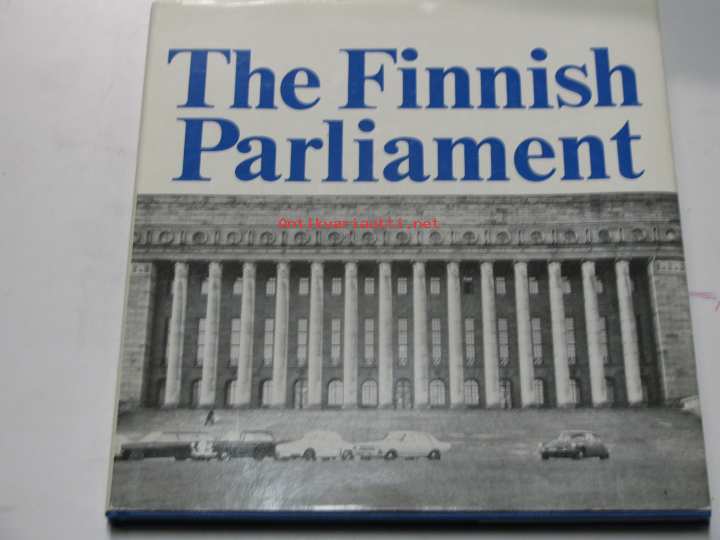 The Finnish
Parliament
Antikvariaatti.net